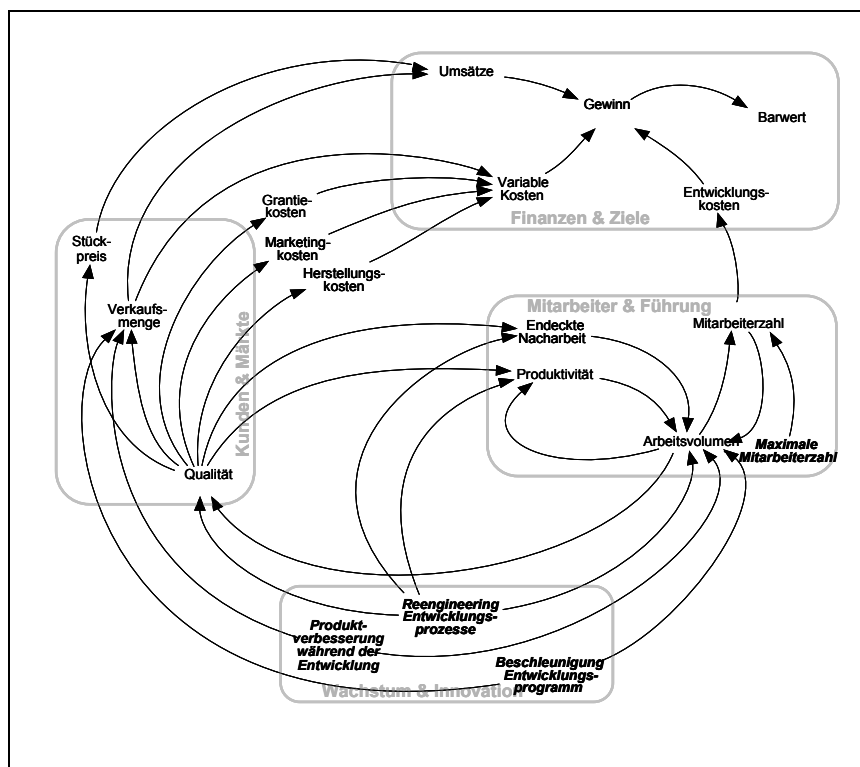 Umsätze
Gewinn
Barwert
Variable
Kosten
Entwicklungs-
kosten
Finanzen & Ziele
Grantie-
kosten
Marketing-
kosten
Herstellungs-
kosten
Stück-
preis
Verkaufs-
menge
Kunden & Märkte
Qualität
Mitarbeiter & Führung
Endeckte
Nacharbeit
Mitarbeiterzahl
Produktivität
Arbeitsvolumen
Maximale
Mitarbeiterzahl
Reengineering
Entwicklungs-
prozesse
Produkt-
verbesserung
während der
Entwicklung
Beschleunigung
Entwicklungs-
programm
Wachstum & Innovation